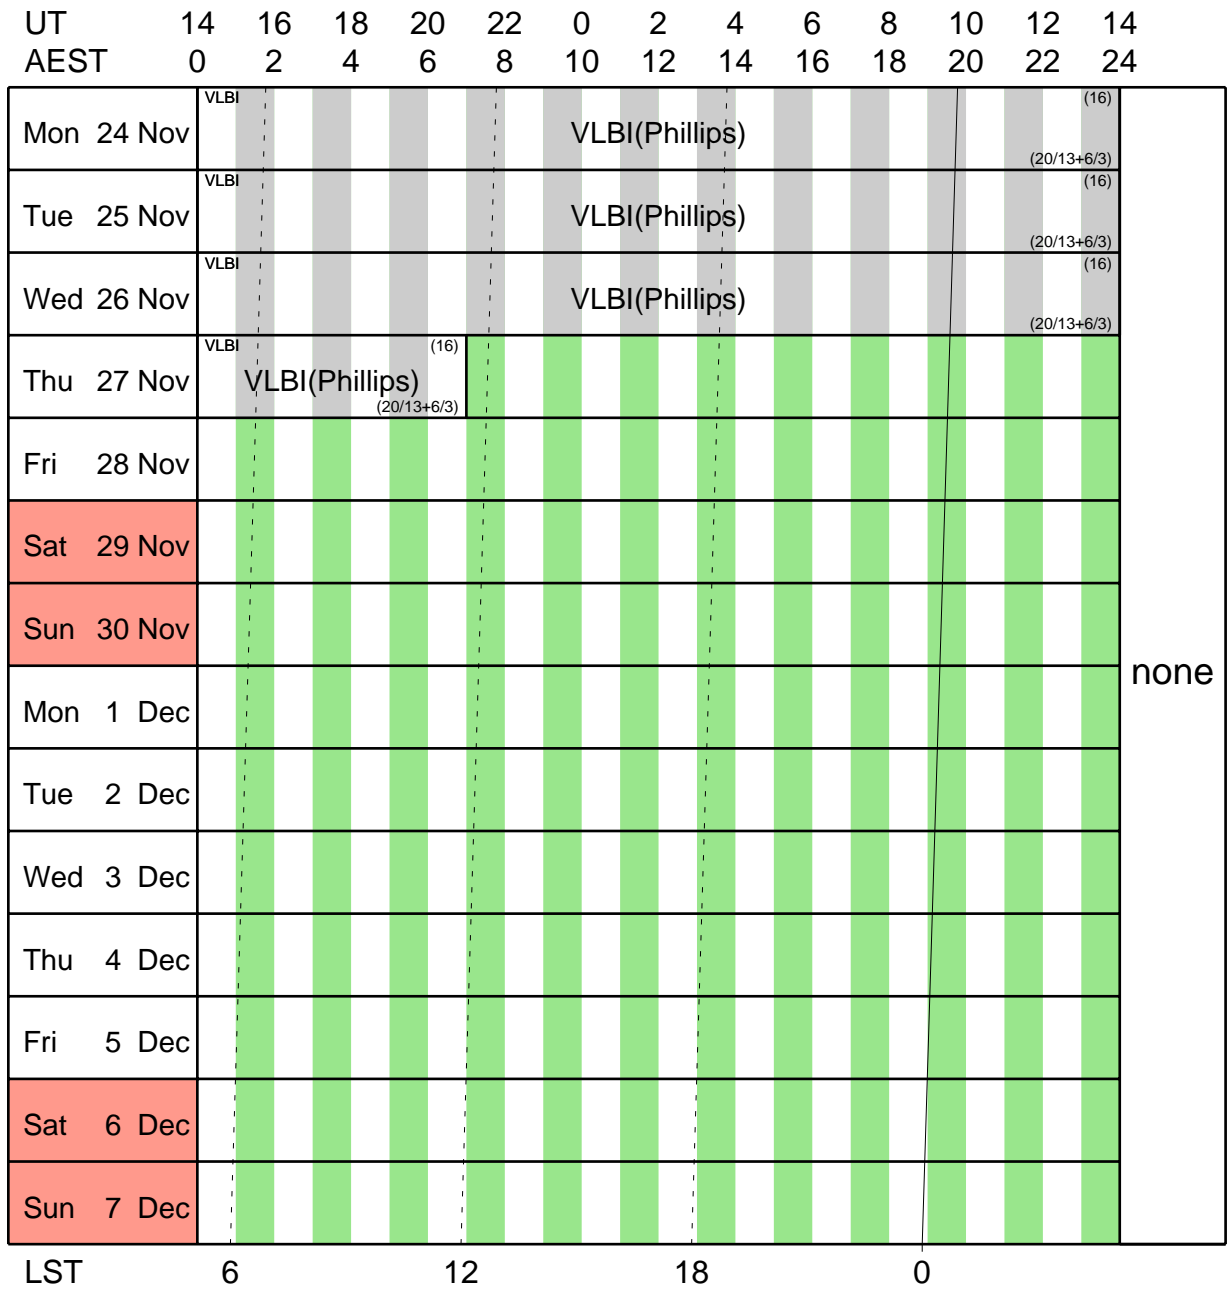 UT 14 16 18 20 22 0 2 4 6 8 10 12 14
AEST 0 2 4 6 8 10 12 14 16 18 20 22 24
VLBI (16)
Mon 24 Nov VLBI(Phillips)
(20/13+6/3)
VLBI (16)
Tue 25 Nov VLBI(Phillips)
(20/13+6/3)
VLBI (16)
Wed 26 Nov VLBI(Phillips)
(20/13+6/3)
VLBI (16)
Thu 27 Nov VLBI(Phillips)
(20/13+6/3)
Fri 28 Nov
Sat 29 Nov
Sun 30 Nov
none
Mon 1 Dec
Tue 2 Dec
Wed 3 Dec
Thu 4 Dec
Fri 5 Dec
Sat 6 Dec
Sun 7 Dec
LST 6 12 18 0